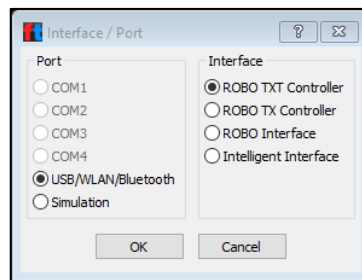 Interface / Port
Port
COM1
COM2
COM3
COM4
USB/WLAN/Bluetooth
Simulation
Interface
ROBO TXT Controller
ROBO TX Controller
ROBO Interface
Intelligent Interface
OK
Cancel